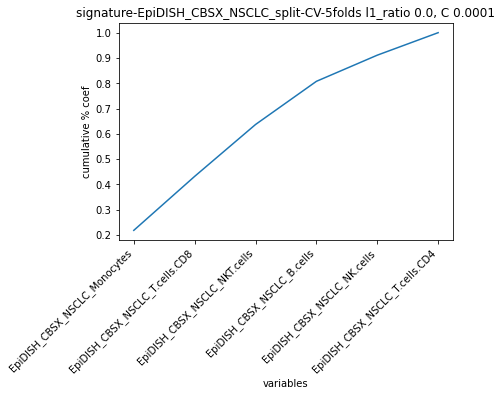 signature-EpiDISH_CBSX_NSCLC_split-CV-5folds l1_ratio 0.0, C 0.0001
1.0
0.9
0.8
0.7
0.6
0.5
0.4
0.3
0.2
cumulative % coef
EpiDISH_CBSX_NSCLC_Monocytes
EpiDISH_CBSX_NSCLC_T.cells.CD8
EpiDISH_CBSX_NSCLC_NKT.cells
EpiDISH_CBSX_NSCLC_B.cells
EpiDISH_CBSX_NSCLC_NK.cells
EpiDISH_CBSX_NSCLC_T.cells.CD4
variables